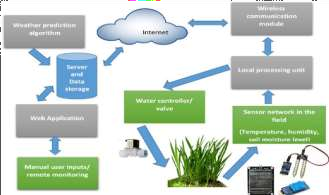 Weather prediction
algorithm
Internet
Wireless
communication
module
Server
and
Data
storage
Local processing unit
Water controller/
valve
Web Application
Sensor network in the
field
(Temperature, humidity,
soil moisture level)
Manual user inputs/
remote monitoring